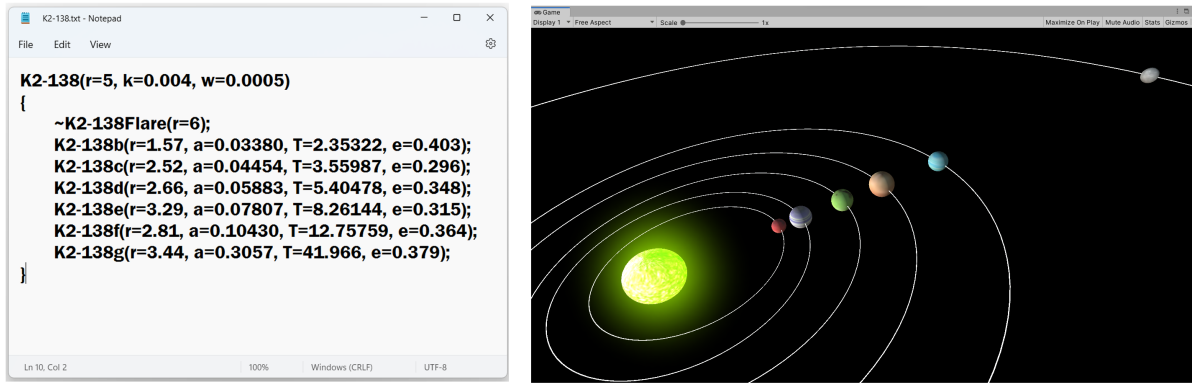 K2-138.txt - Notepad
File Edit View
K2-138(r=5, k=0.004, w=0.0005)
{
~K2-138Flare(r=6);
K2-138b(r=1.57, a=0.03380, T=2.35322, e=0.403);
K2-138c(r=2.52, a=0.04454, T=3.55987, e=0.296);
K2-138d(r=2.66, a=0.05883, T=5.40478, e=0.348);
K2-138e(r=3.29, a=0.07807, T=8.26144, e=0.315);
K2-138f(r=2.81, a=0.10430, T=12.75759, e=0.364);
K2-138g(r=3.44, a=0.3057, T=41.966, e=0.379);
}
Ln 10, Col 2 100% Windows (CRLF) UTF-8
Game
Display 1 Free Aspect Scale 1x Maximize On Play Mute Audio Stats Gizmos